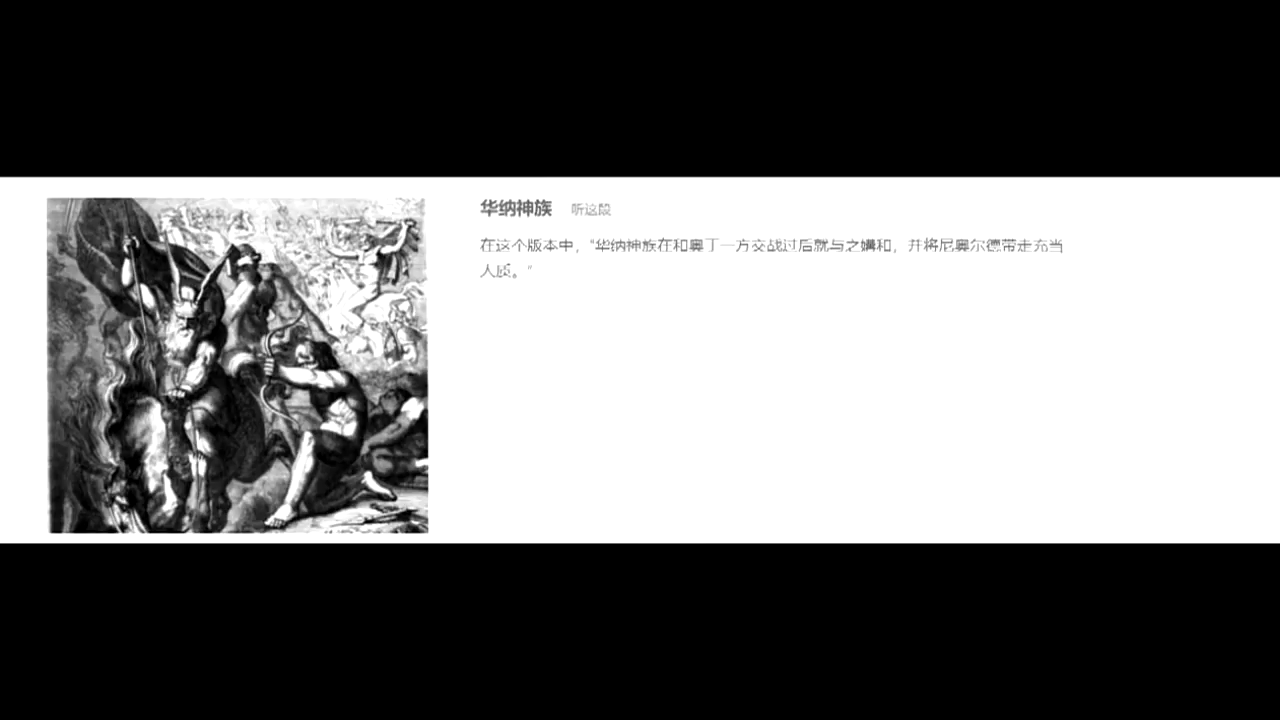 华纳神族 听这段
在这个版本中，“华纳神族在和奥丁一方交战过后就与之媾和，并将尼奥尔德带走充当
人质。”